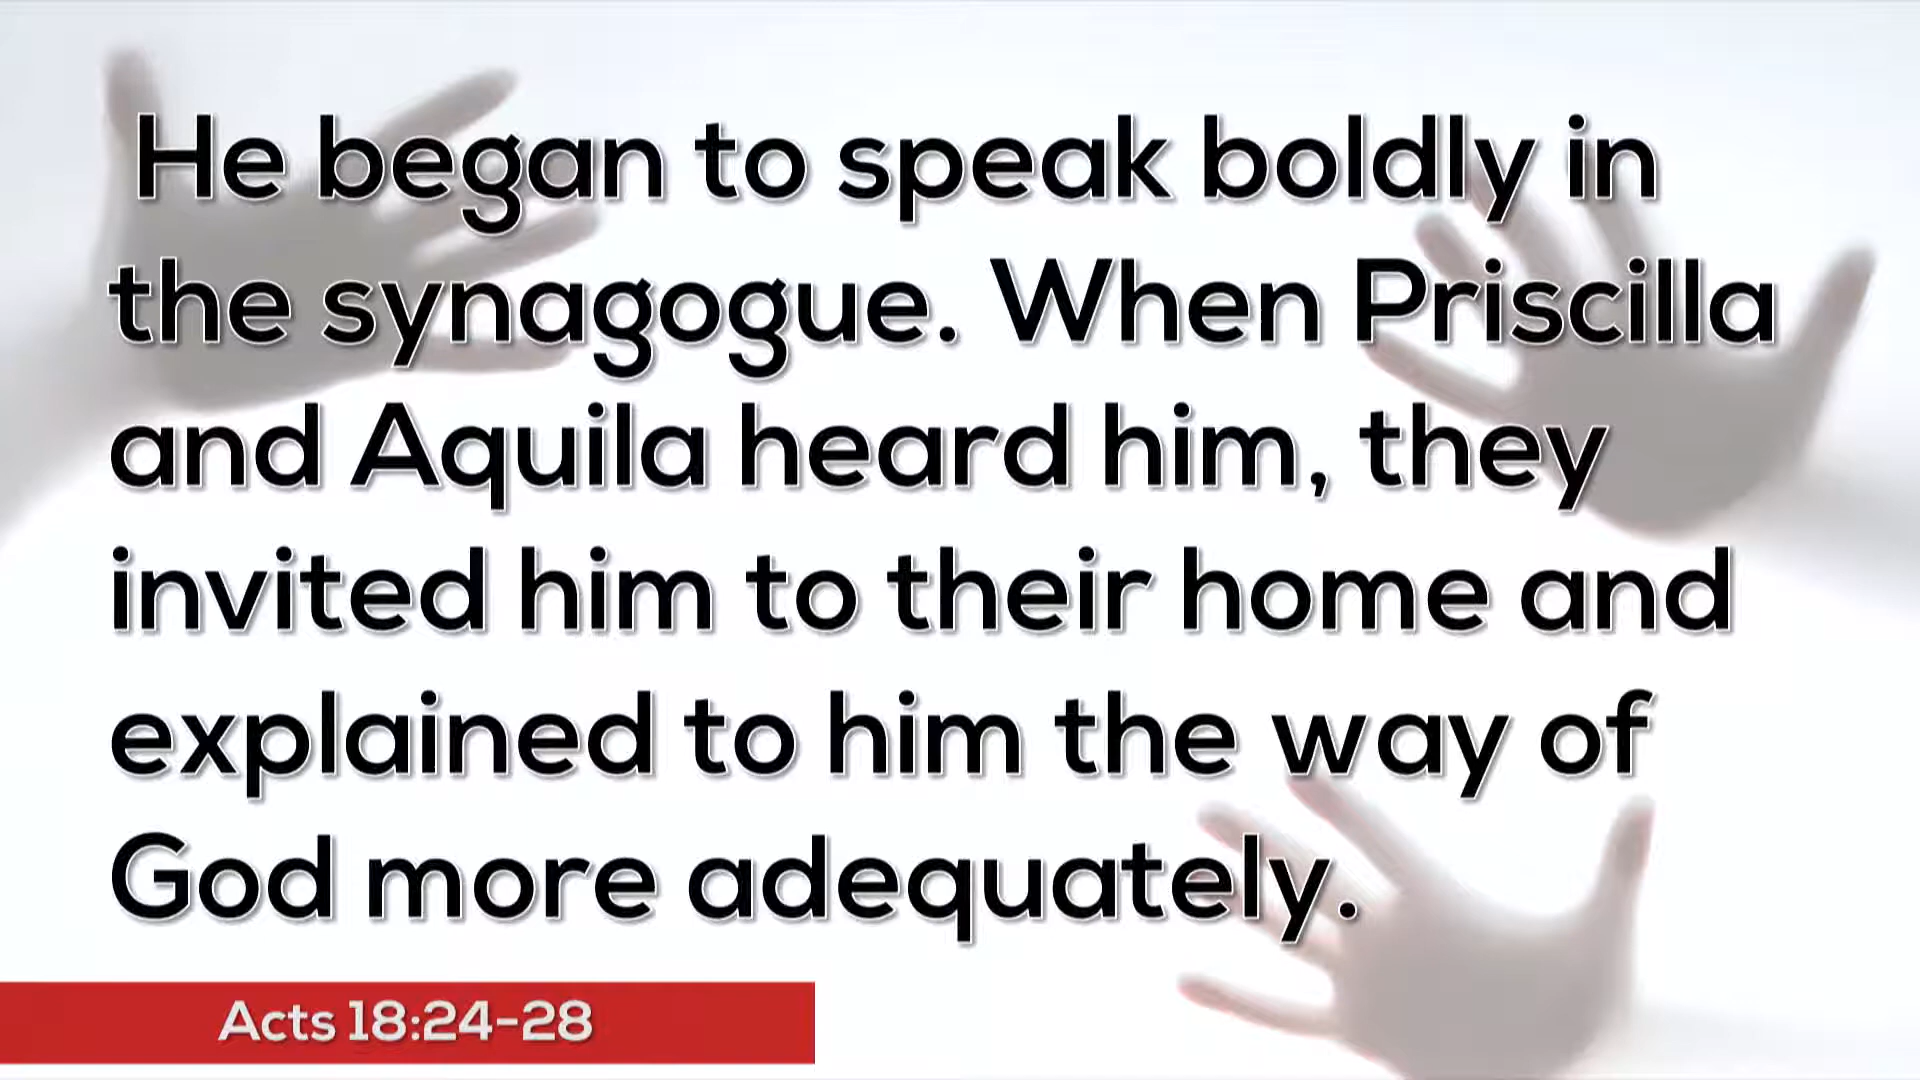 He began to speak boldly in
the synagogue. When Priscilla
and Aquila heard him, they
invited him to their home and
explained to him the way of
God more adequately.
Acts 18:24-28